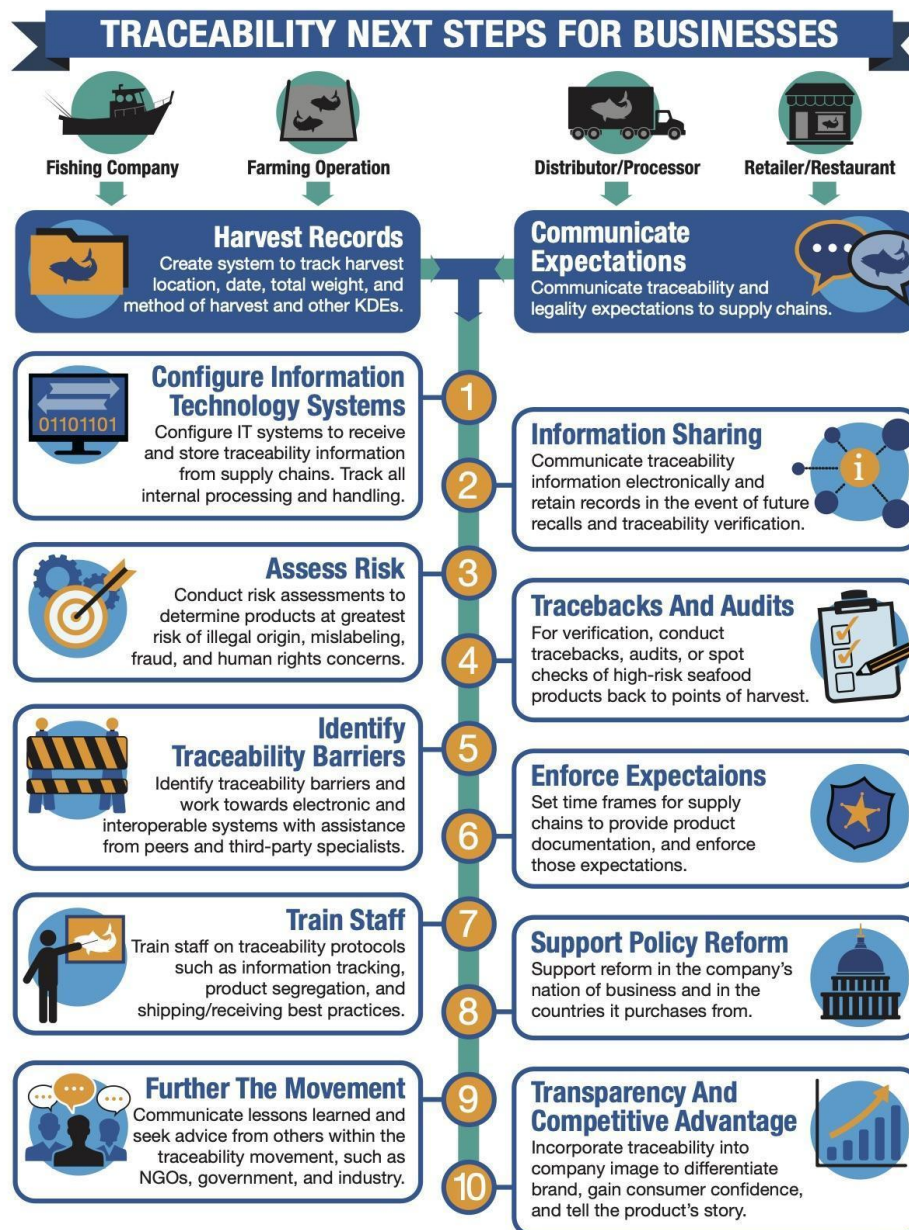 TRACEABILITY NEXT STEPS FOR BUSINESSES
Fishing Company
Farming Operation
Distributor/Processor
Retailer/Restaurant
Harvest Records
Create system to track harvest
location, date, total weight, and
method of harvest and other KDEs.
Communicate
Expectations
Communicate traceability and
legality expectations to supply chains.
1
Configure Information
Technology Systems
01101101
Configure IT systems to receive
and store traceability information
from supply chains. Track all
internal processing and handling.
2
Information Sharing
Communicate traceability
information electronically and
retain records in the event of future
recalls and traceability verification.
i
3
Assess Risk
Conduct risk assessments to
determine products at greatest
risk of illegal origin, mislabeling,
fraud, and human rights concerns.
4
Tracebacks And Audits
For verification, conduct
tracebacks, audits, or spot
checks of high-risk seafood
products back to points of harvest.
5
Identify
Traceability Barriers
Identify traceability barriers and
work towards electronic and
interoperable systems with assistance
from peers and third-party specialists.
6
Enforce Expectaions
Set time frames for supply
chains to provide product
documentation, and enforce
those expectations.
7
Train Staff
Train staff on traceability protocols
such as information tracking,
product segregation, and
shipping/receiving best practices.
8
Support Policy Reform
Support reform in the company's
nation of business and in the
countries it purchases from.
9
Further The Movement
Communicate lessons learned and
seek advice from others within the
traceability movement, such as
NGOs, government, and industry.
10
Transparency And
Competitive Advantage
Incorporate traceability into
company image to differentiate
brand, gain consumer confidence,
and tell the product's story.